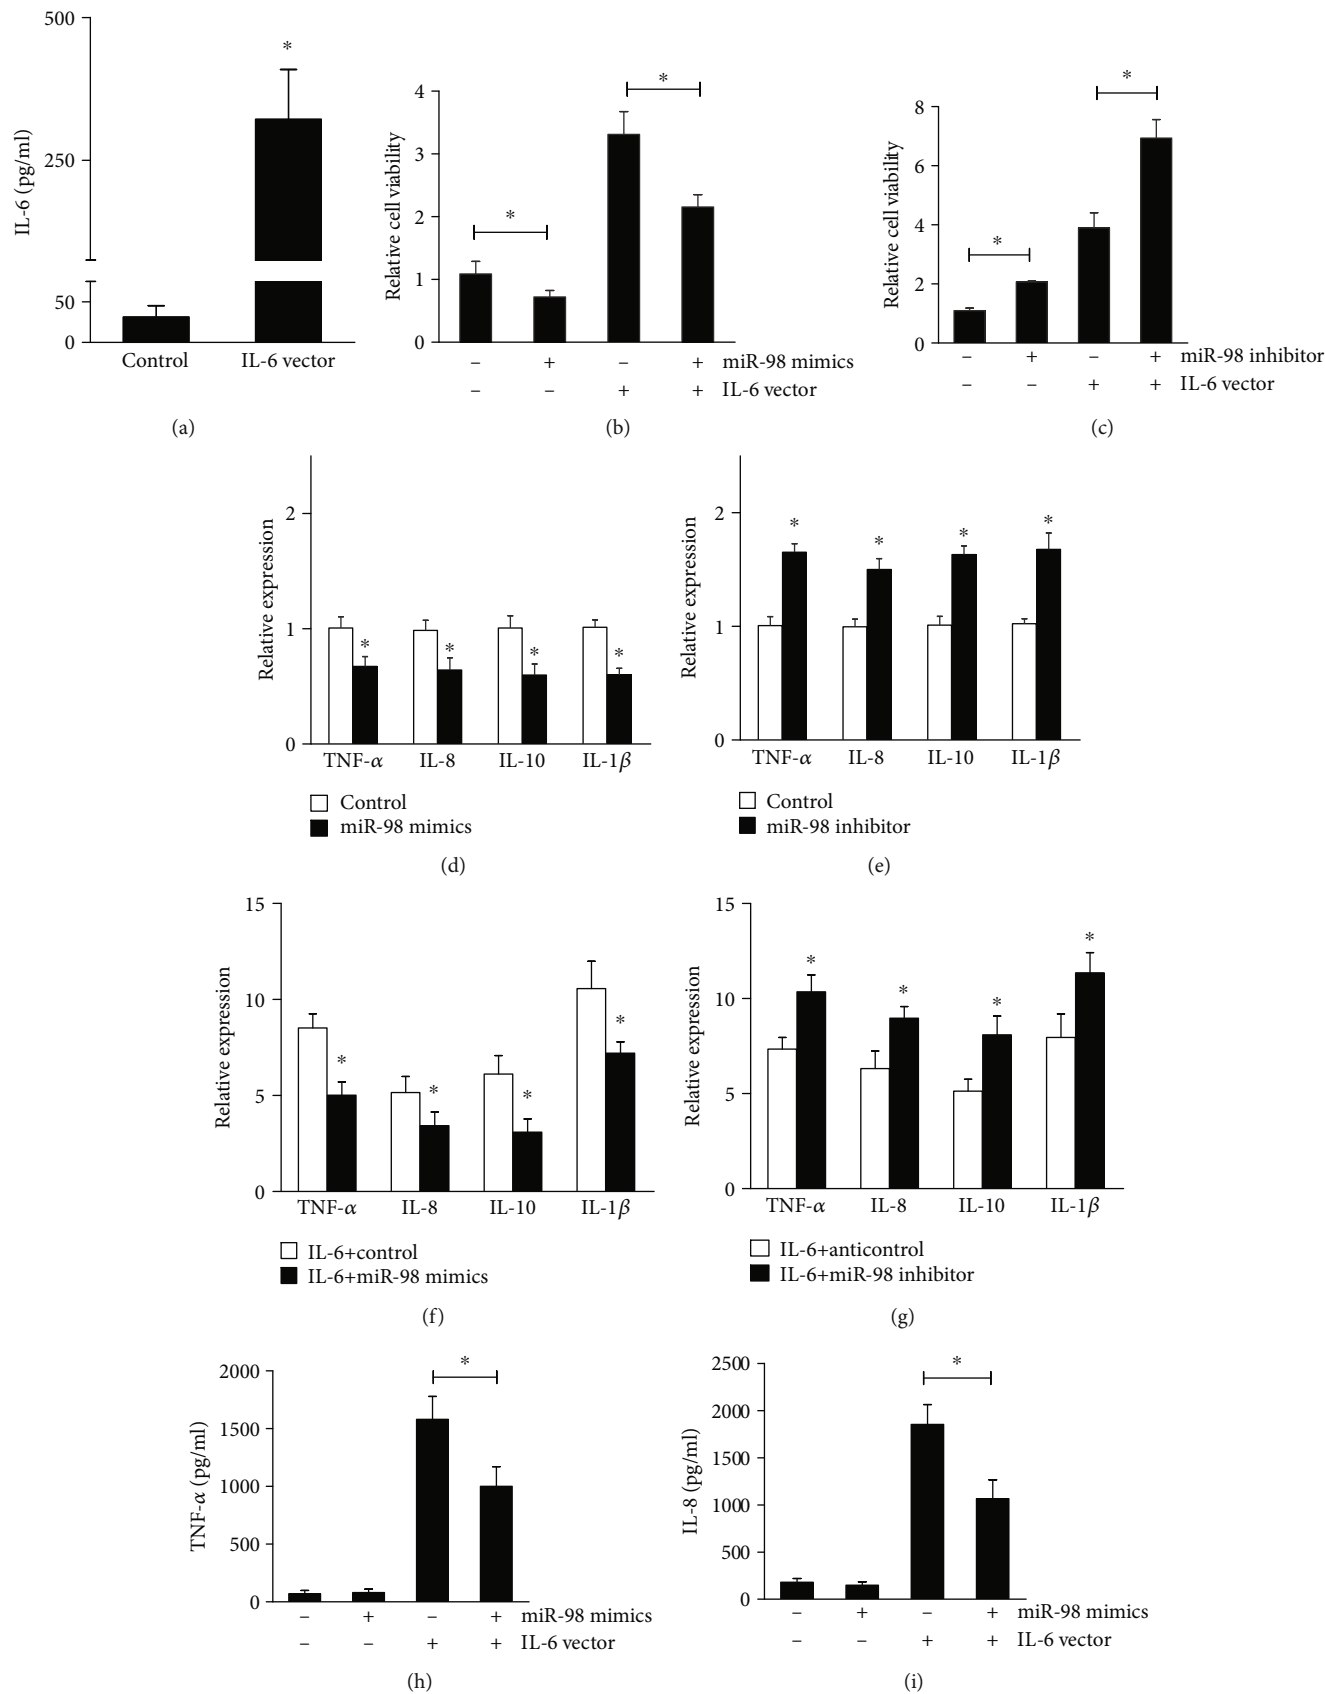 500
250
50
0
IL-6 (pg/ml)
*
Control IL-6 vector
(a)
4
3
2
1
0
Relative cell viability
* *
– + – + miR-98 mimics
– – + + IL-6 vector
(b)
8
6
4
2
0
Relative cell viability
* *
– + – + miR-98 inhibitor
– – + + IL-6 vector
(c)
2
1
0
Relative expression
* * * *
TNF-α IL-8 IL-10 IL-1β
Control
miR-98 mimics
(d)
2
1
0
Relative expression
* * * *
TNF-α IL-8 IL-10 IL-1β
Control
miR-98 inhibitor
(e)
15
10
5
0
Relative expression
* * * *
TNF-α IL-8 IL-10 IL-1β
IL-6+control
IL-6+miR-98 mimics
(f)
15
10
5
0
Relative expression
* * * *
TNF-α IL-8 IL-10 IL-1β
IL-6+anticontrol
IL-6+miR-98 inhibitor
(g)
2000
1500
1000
500
0
TNF-α (pg/ml)
*
– + – + miR-98 mimics
– – + + IL-6 vector
(h)
2500
2000
1500
1000
500
0
IL-8 (pg/ml)
*
– + – + miR-98 mimics
– – + + IL-6 vector
(i)